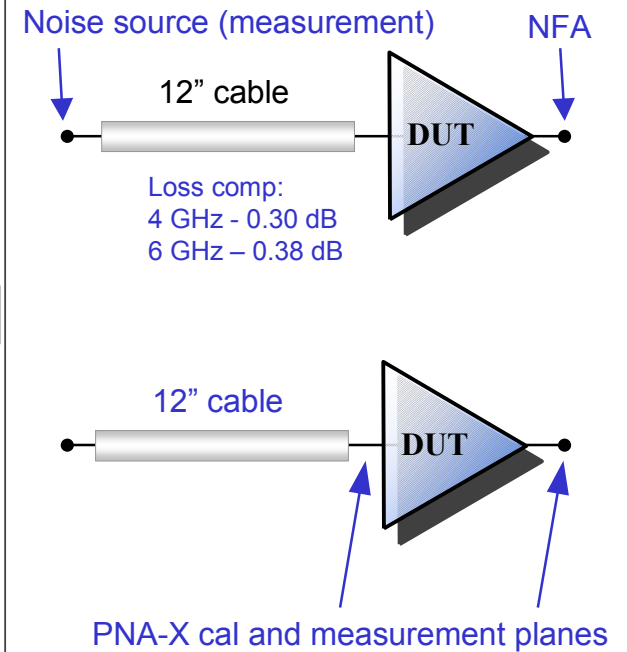 Noise source (measurement)
NFA
12” cable
DUT
Loss comp:
4 GHz - 0.30 dB
6 GHz – 0.38 dB
12” cable
DUT
PNA-X cal and measurement planes